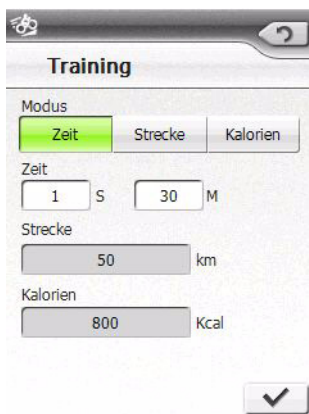 Training
Modus
Zeit Strecke Kalorien
Zeit
1 S 30 M
Strecke
50 km
Kalorien
800 Kcal